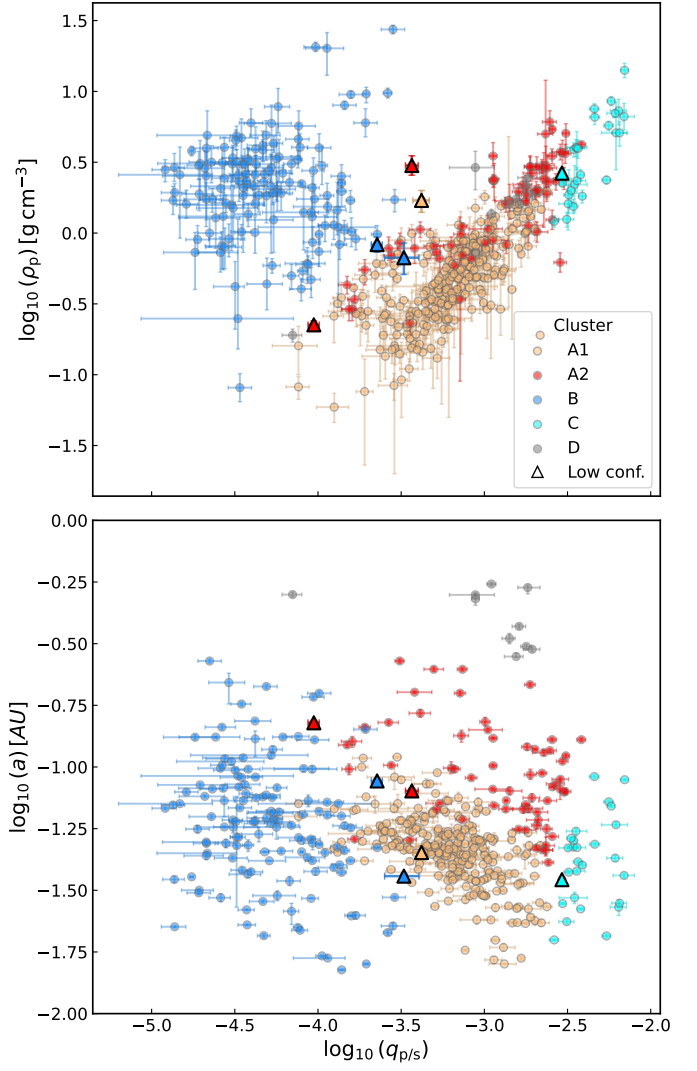 1.5
1.0
0.5
0.0
−0.5
−1.0
−1.5
log₁₀ (ρₚ) [g cm⁻³]
Cluster
A1
A2
B
C
D
Low conf.
0.00
−0.25
−0.50
−0.75
−1.00
−1.25
−1.50
−1.75
−2.00
log₁₀ (a) [AU]
−5.0 −4.5 −4.0 −3.5 −3.0 −2.5 −2.0
log₁₀ (qₚ/ₛ)